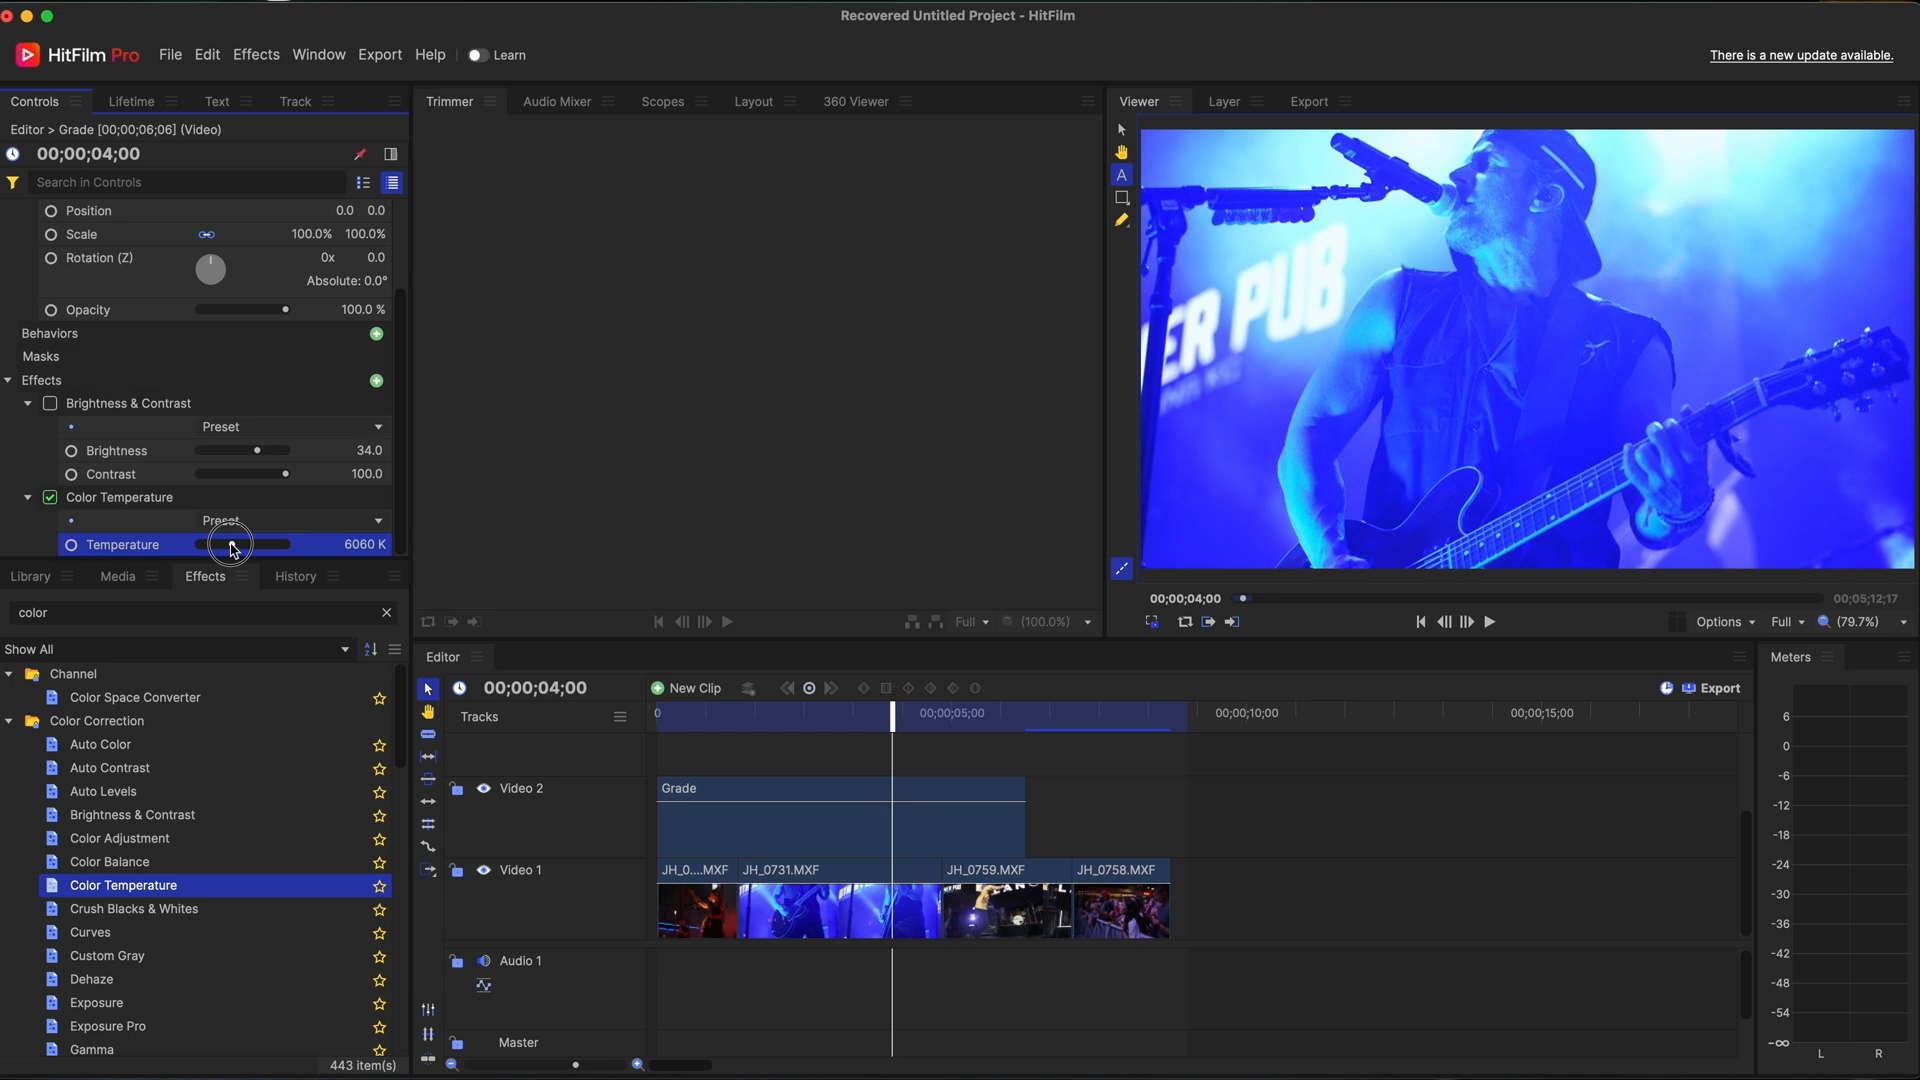 Recovered Untitled Project - HitFilm
HitFilm Pro File Edit Effects Window Export Help Learn There is a new update available.
Controls Lifetime Text Track Trimmer Audio Mixer Scopes Layout 360 Viewer Viewer Layer Export
Editor > Grade [00;00;06;06] (Video)
00;00;04;00
Search in Controls
Position 0.0 0.0
Scale 100.0% 100.0%
Rotation (Z) 0x 0.0
Absolute: 0.0°
Opacity 100.0 %
Behaviors
Masks
Effects
Brightness & Contrast
Preset
Brightness 34.0
Contrast 100.0
Color Temperature
Preset
Temperature 6060 K
ER PUB
Library Media Effects History
color
Show All
Channel
Color Space Converter
Color Correction
Auto Color
Auto Contrast
Auto Levels
Brightness & Contrast
Color Adjustment
Color Balance
Color Temperature
Crush Blacks & Whites
Curves
Custom Gray
Dehaze
Exposure
Exposure Pro
Gamma
443 item(s)
Full (100.0%)
00;00;04;00 00;05;12;17
Options Full (79.7%)
Editor
00;00;04;00 New Clip Export
Tracks 0 00;00;05;00 00;00;10;00 00;00;15;00
Video 2 Grade
Video 1 JH_0....MXF JH_0731.MXF JH_0759.MXF JH_0758.MXF
Audio 1
Master
Meters
6
0
-6
-12
-18
-24
-30
-36
-42
-48
-54
-∞
L R